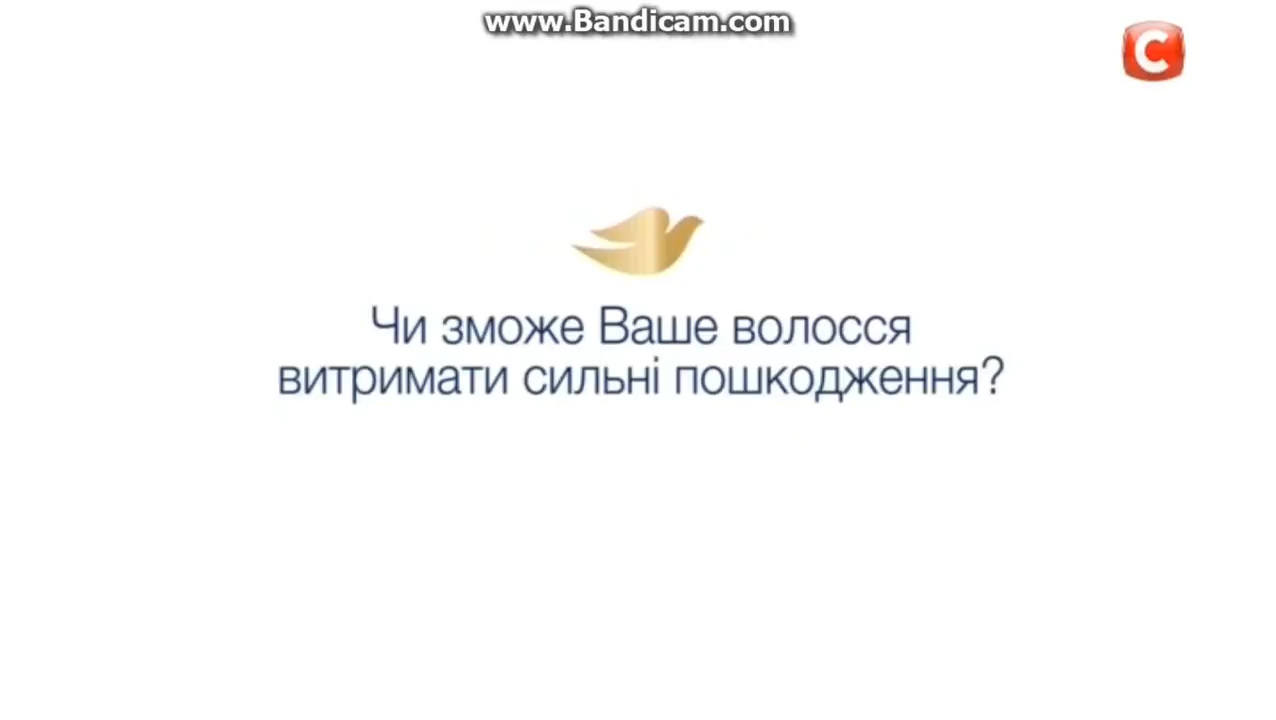 www.Bandicam.com
C
Чи зможе Ваше волосся
витримати сильні пошкодження?